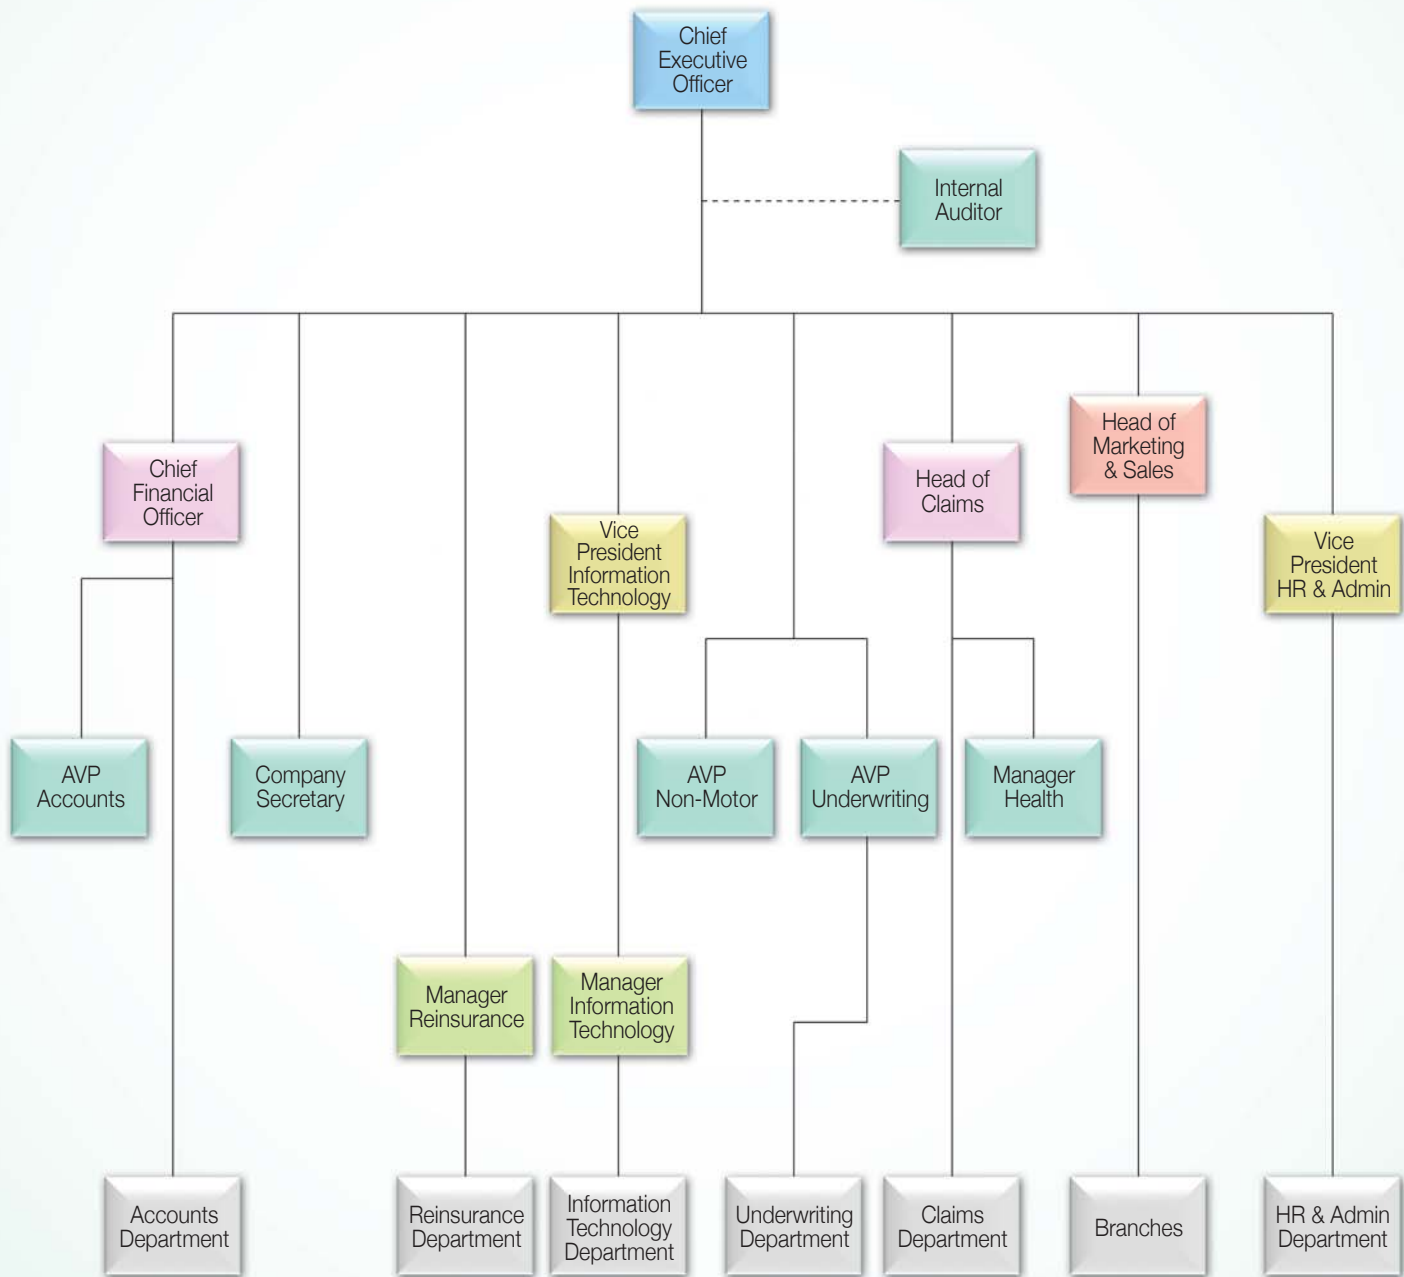 Chief
Executive
Officer
Internal
Auditor
Chief
Financial
Officer
Vice
President
Information
Technology
Head of
Claims
Head of
Marketing
& Sales
Vice
President
HR & Admin
AVP
Accounts
Company
Secretary
AVP
Non-Motor
AVP
Underwriting
Manager
Health
Manager
Reinsurance
Manager
Information
Technology
Accounts
Department
Reinsurance
Department
Information
Technology
Department
Underwriting
Department
Claims
Department
Branches
HR & Admin
Department